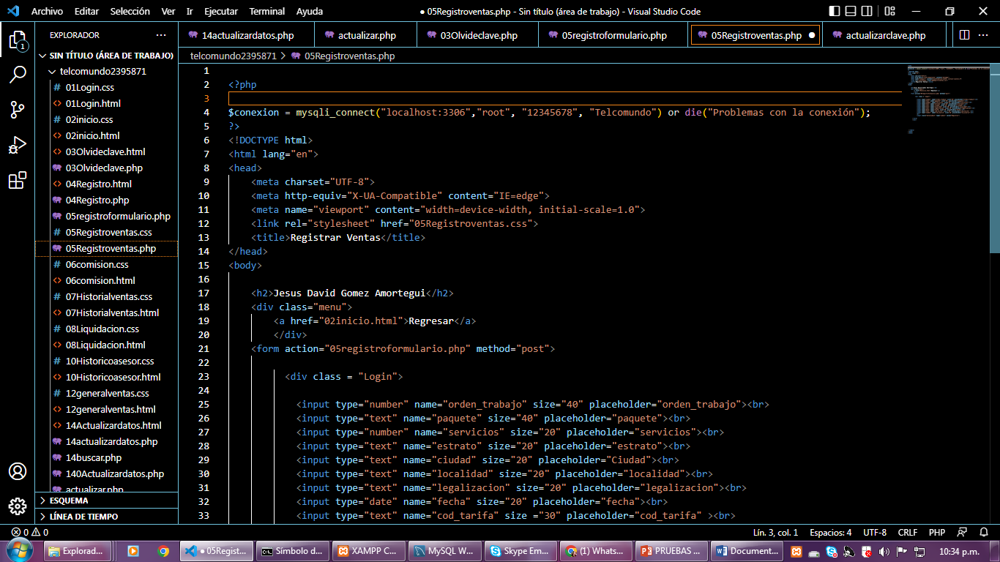 Archivo Editar Selección Ver Ir Ejecutar Terminal Ayuda
● 05Registroventas.php - Sin título (área de trabajo) - Visual Studio Code
EXPLORADOR ···
1
SIN TÍTULO (ÁREA DE TRABAJO)
telcomundo2395871
# 01Login.css
<> 01Login.html
# 02inicio.css
<> 02inicio.html
<> 03Olvideclave.html
03Olvideclave.php
<> 04Registro.html
04Registro.php
05registroformulario.php
# 05Registroventas.css
05Registroventas.php
# 06comision.css
<> 06comision.html
# 07Historialventas.css
<> 07Historialventas.html
# 08Liquidacion.css
<> 08Liquidacion.html
# 10Historicoasesor.css
<> 10Historicoasesor.html
# 12generalventas.css
<> 12generalventas.html
<> 14Actualizardatos.html
14actualizardatos.php
14buscar.php
140Actualizardatos.php
actualizar.php
ESQUEMA
LÍNEA DE TIEMPO
14actualizardatos.php actualizar.php 03Olvideclave.php 05registroformulario.php 05Registroventas.php ● actualizarclave.php ···
telcomundo2395871 > 05Registroventas.php
1
2 <?php
3
4 $conexion = mysqli_connect("localhost:3306","root", "12345678", "Telcomundo") or die("Problemas con la conexión");
5 ?>
6 <!DOCTYPE html>
7 <html lang="en">
8 <head>
9 <meta charset="UTF-8">
10 <meta http-equiv="X-UA-Compatible" content="IE=edge">
11 <meta name="viewport" content="width=device-width, initial-scale=1.0">
12 <link rel="stylesheet" href="05Registroventas.css">
13 <title>Registrar Ventas</title>
14 </head>
15 <body>
16
17 <h2>Jesus David Gomez Amortegui</h2>
18 <div class="menu">
19 <a href="02inicio.html">Regresar</a>
20 </div>
21 <form action="05registroformulario.php" method="post">
22
23 <div class = "Login">
24
25 <input type="number" name="orden_trabajo" size="40" placeholder="orden_trabajo"><br>
26 <input type="text" name="paquete" size="40" placeholder="paquete"><br>
27 <input type="number" name="servicios" size="20" placeholder="servicios"><br>
28 <input type="text" name="estrato" size="20" placeholder="estrato"><br>
29 <input type="text" name="ciudad" size="20" placeholder="Ciudad"><br>
30 <input type="text" name="localidad" size="20" placeholder="localidad"><br>
31 <input type="text" name="legalizacion" size="20" placeholder="legalizacion"><br>
32 <input type="date" name="fecha" size="20" placeholder="fecha"><br>
33 <input type="text" name="cod_tarifa" size ="30" placeholder="cod_tarifa" ><br>
0 0 Lín. 3, col. 1 Espacios: 4 UTF-8 CRLF PHP
Explorad... ● 05Regist... Símbolo d... XAMPP C... MySQL W... Skype Em... (1) Whats... PRUEBAS ... Document... 10:34 p.m.